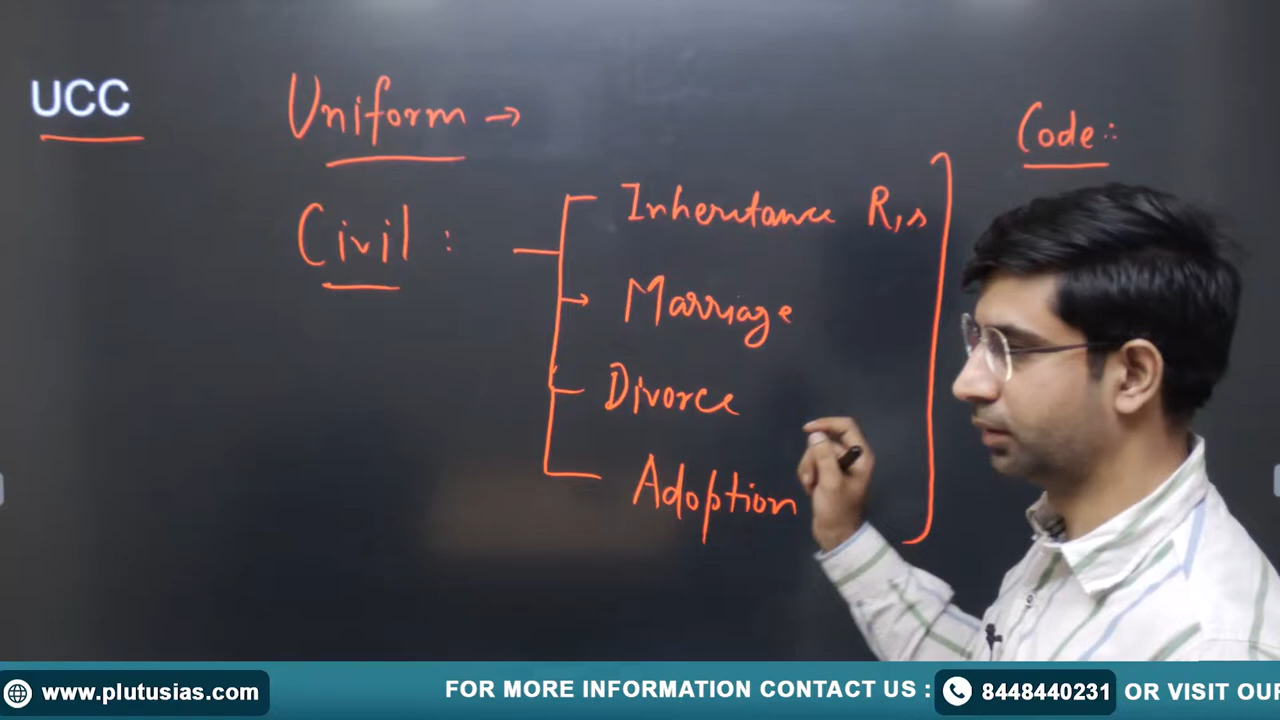 UCC
Uniform →
Code :
Civil :
Inheritance R, s
Marriage
Divorce
Adoption
www.plutusias.com
FOR MORE INFORMATION CONTACT US : 8448440231 OR VISIT OUR